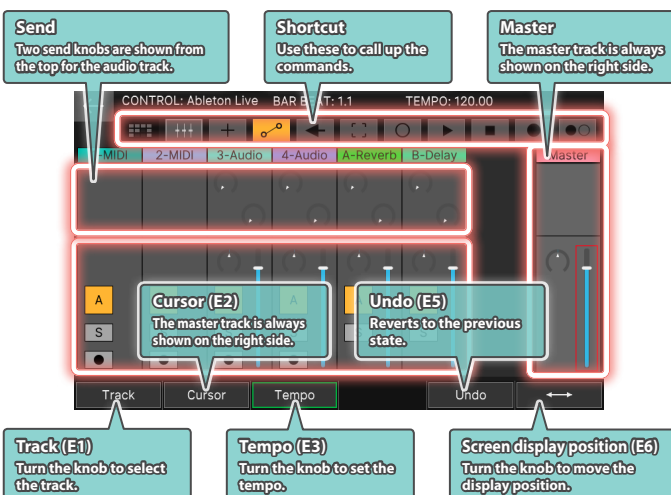 Send
Two send knobs are shown from
the top for the audio track.
Shortcut
Use these to call up the
commands.
Master
The master track is always
shown on the right side.
CONTROL: Ableton Live BAR BEAT: 1.1 TEMPO: 120.00
-MIDI 2-MIDI 3-Audio 4-Audio A-Reverb B-Delay Master
A A A
S S
Cursor (E2)
The master track is always
shown on the right side.
Undo (E5)
Reverts to the previous
state.
Track Cursor Tempo Undo
Track (E1)
Turn the knob to select
the track.
Tempo (E3)
Turn the knob to set the
tempo.
Screen display position (E6)
Turn the knob to move the
display position.